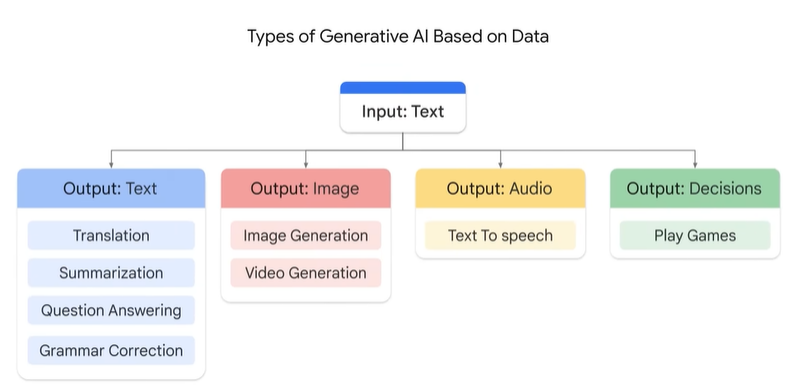 Types of Generative AI Based on Data
Input: Text
Output: Text
Translation
Summarization
Question Answering
Grammar Correction
Output: Image
Image Generation
Video Generation
Output: Audio
Text To speech
Output: Decisions
Play Games